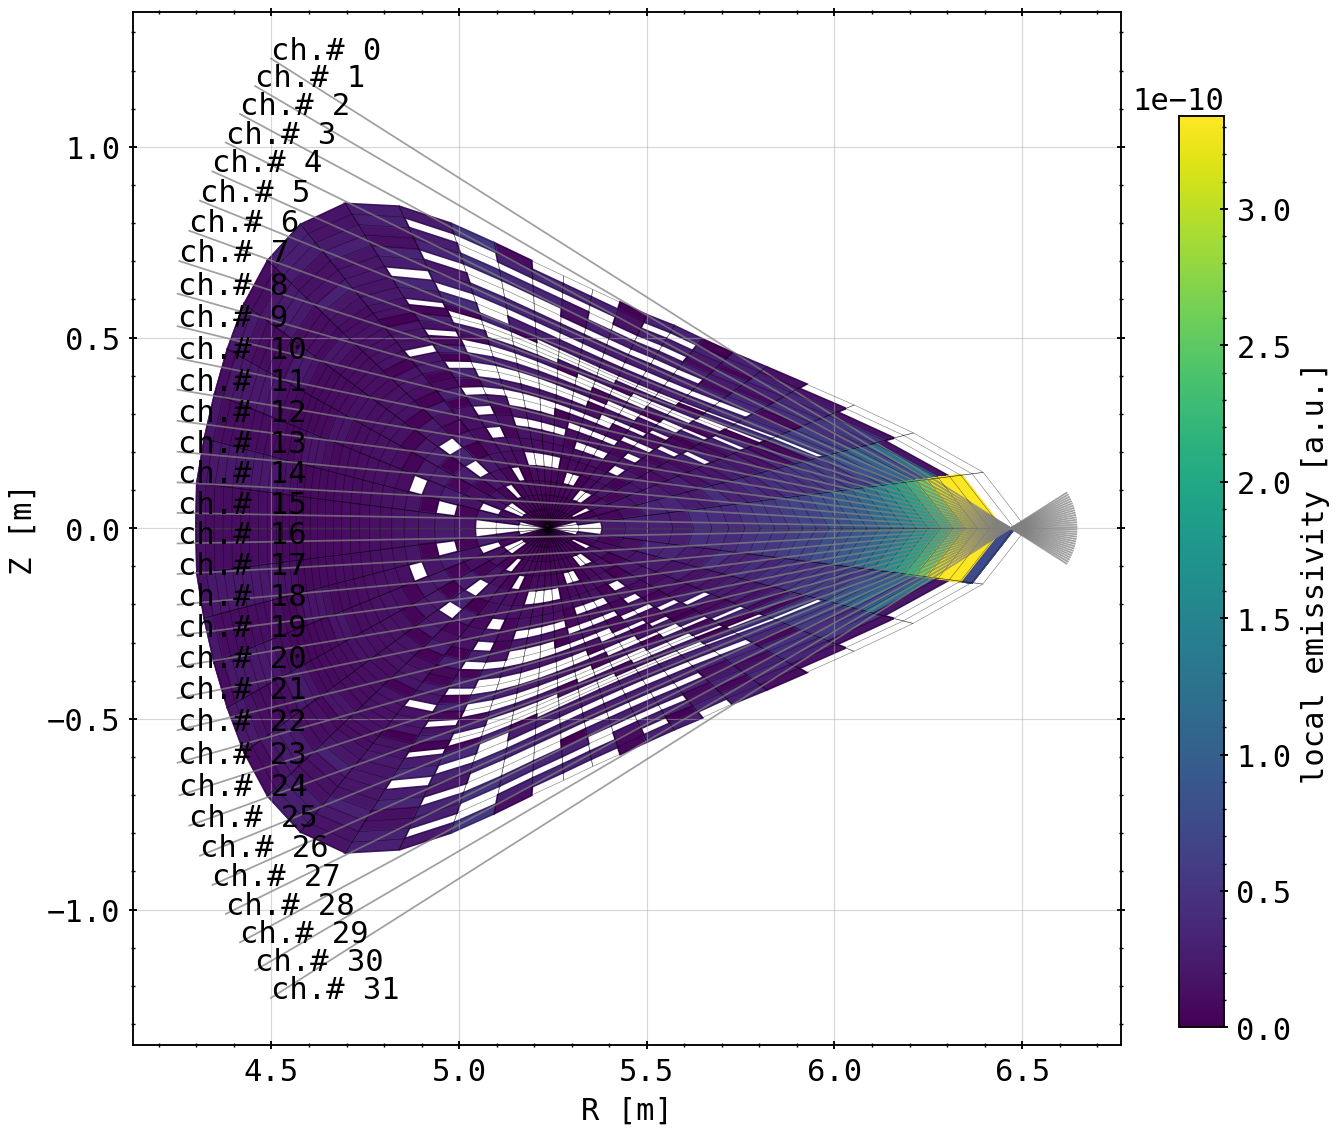 1e−10
ch.# 0
ch.# 1
ch.# 2
ch.# 3
ch.# 4
ch.# 5
ch.# 6
ch.# 7
ch.# 8
ch.# 9
ch.# 10
ch.# 11
ch.# 12
ch.# 13
ch.# 14
ch.# 15
ch.# 16
ch.# 17
ch.# 18
ch.# 19
ch.# 20
ch.# 21
ch.# 22
ch.# 23
ch.# 24
ch.# 25
ch.# 26
ch.# 27
ch.# 28
ch.# 29
ch.# 30
ch.# 31
1.0
0.5
0.0
−0.5
−1.0
Z [m]
4.5
5.0
5.5
6.0
6.5
R [m]
3.0
2.5
2.0
1.5
1.0
0.5
0.0
local emissivity [a.u.]